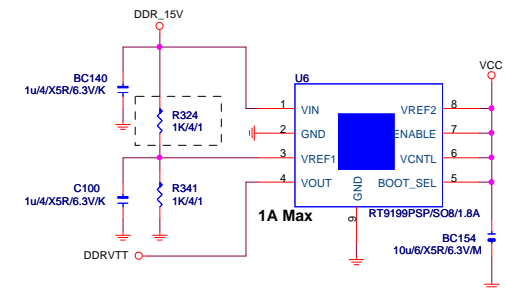 DDR_15V
VCC
BC140
1u/4/X5R/6.3V/K
U6
R324
1K/4/1
1 VIN VREF2 8
2 GND ENABLE 7
3 VREF1 VCNTL 6
4 VOUT BOOT_SEL 5
GND
9
C100
1u/4/X5R/6.3V/K
R341
1K/4/1
1A Max
RT9199PSP/SO8/1.8A
BC154
10u/6/X5R/6.3V/M
DDRVTT